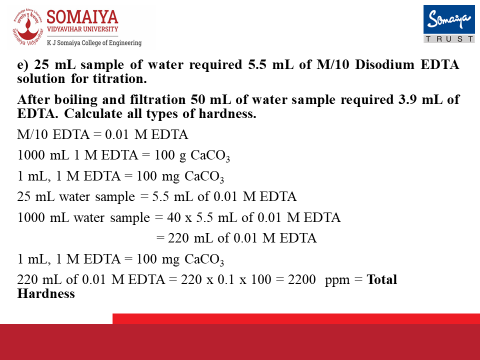 SOMAIYA
VIDYAVIHAR UNIVERSITY
K J Somaiya College of Engineering
Somaiya
TRUST
e) 25 mL sample of water required 5.5 mL of M/10 Disodium EDTA
solution for titration.
After boiling and filtration 50 mL of water sample required 3.9 mL of
EDTA. Calculate all types of hardness.
M/10 EDTA = 0.01 M EDTA
1000 mL 1 M EDTA = 100 g CaCO₃
1 mL, 1 M EDTA = 100 mg CaCO₃
25 mL water sample = 5.5 mL of 0.01 M EDTA
1000 mL water sample = 40 x 5.5 mL of 0.01 M EDTA
= 220 mL of 0.01 M EDTA
1 mL, 1 M EDTA = 100 mg CaCO₃
220 mL of 0.01 M EDTA = 220 x 0.1 x 100 = 2200 ppm = Total
Hardness